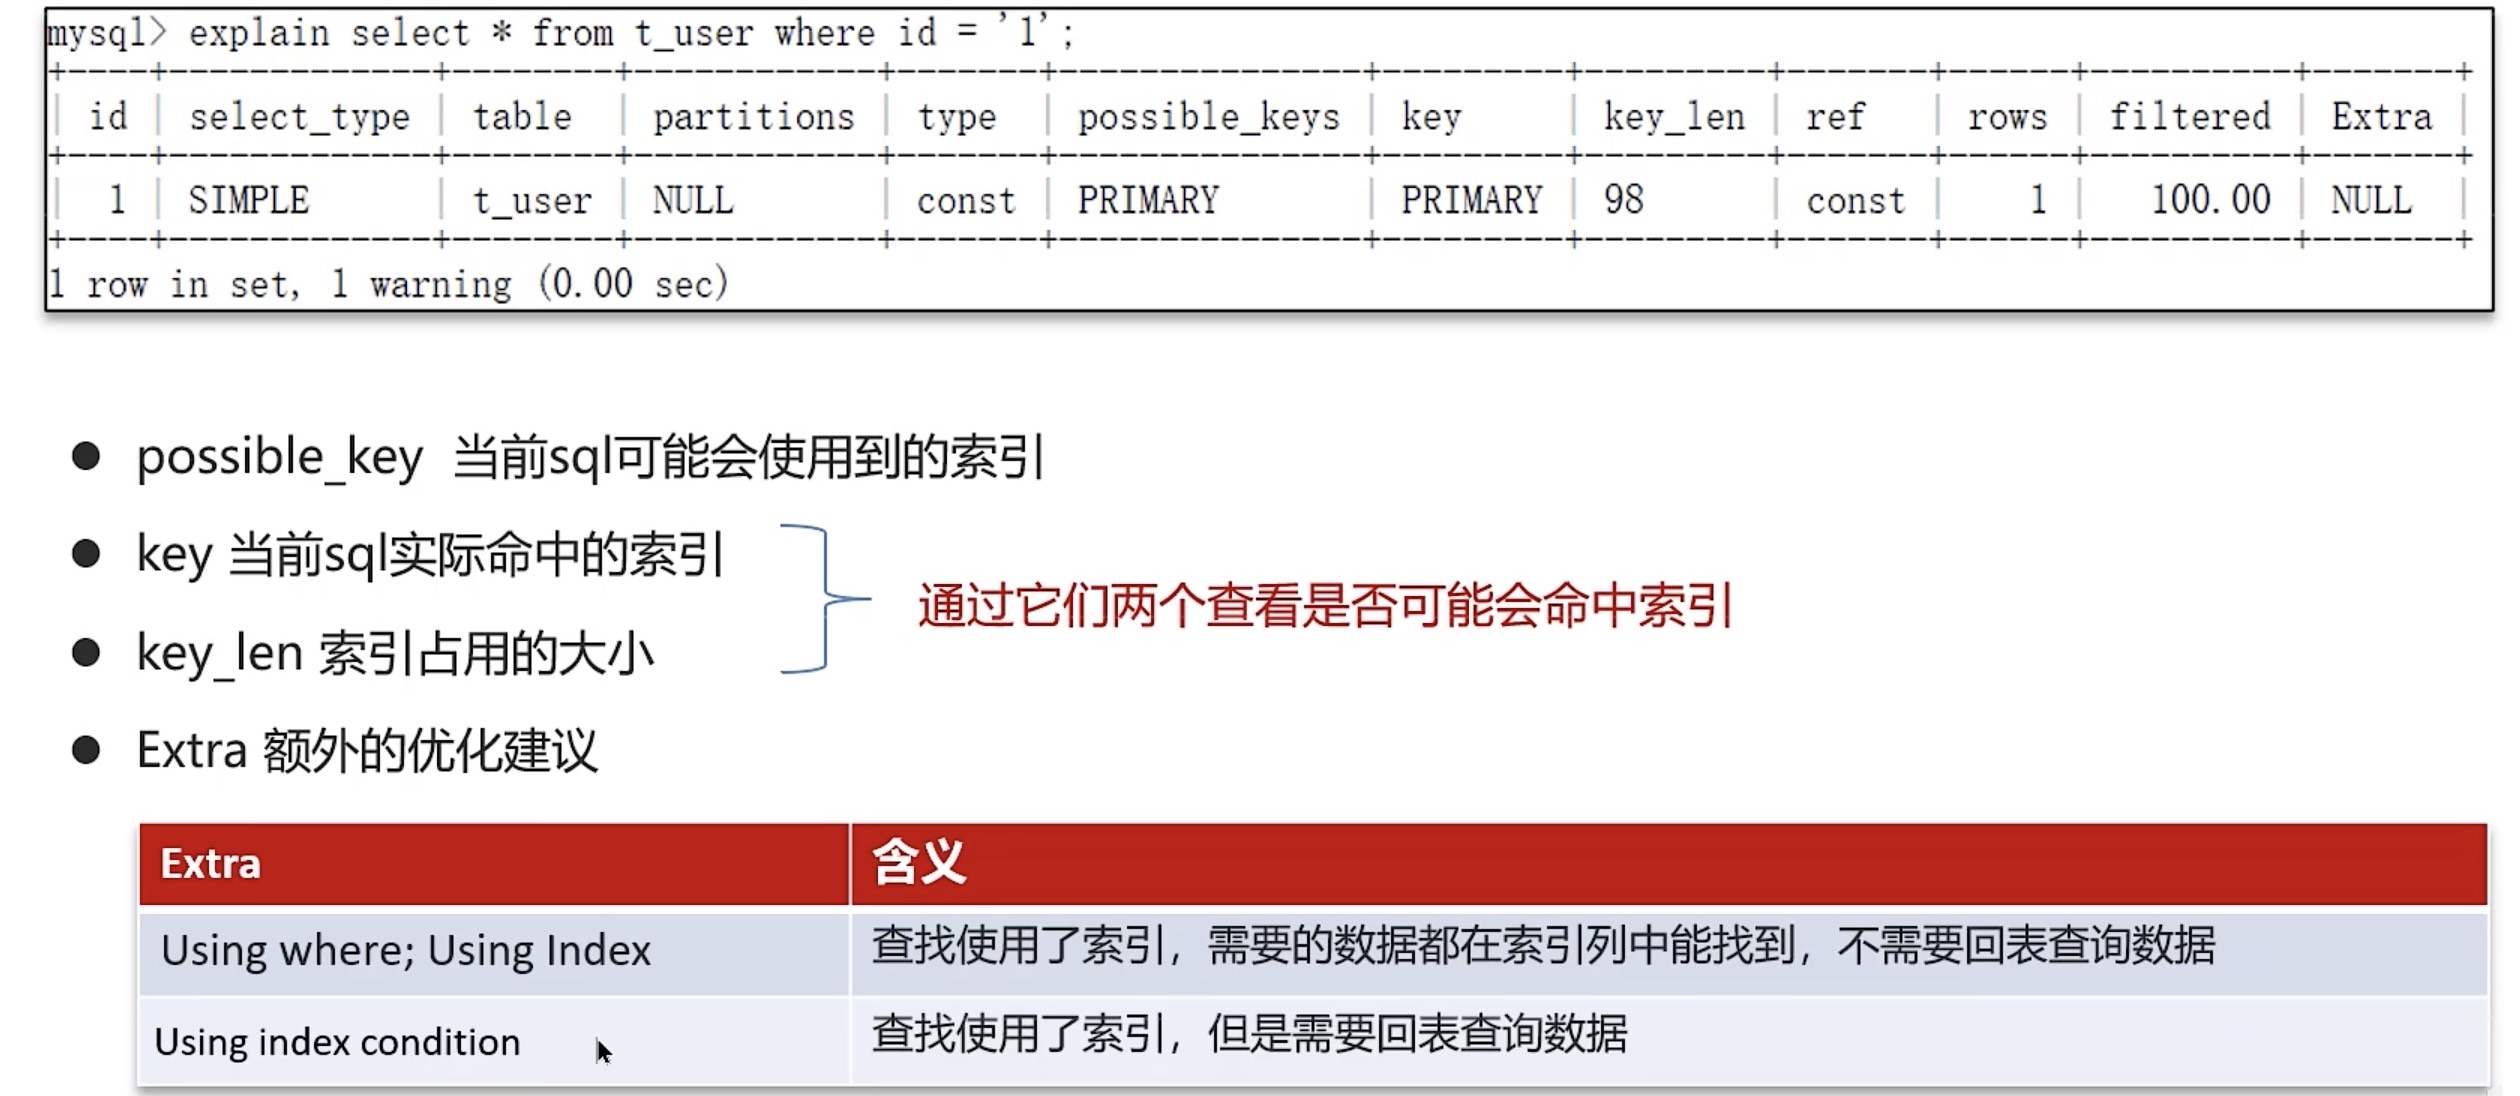 mysql> explain select * from t_user where id = '1';
+----+-------------+--------+------------+-------+---------------+---------+---------+-------+------+----------+-------+
| id | select_type | table | partitions | type | possible_keys | key | key_len | ref | rows | filtered | Extra |
+----+-------------+--------+------------+-------+---------------+---------+---------+-------+------+----------+-------+
| 1 | SIMPLE | t_user | NULL | const | PRIMARY | PRIMARY | 98 | const | 1 | 100.00 | NULL |
+----+-------------+--------+------------+-------+---------------+---------+---------+-------+------+----------+-------+
1 row in set, 1 warning (0.00 sec)
● possible_key 当前sql可能会使用到的索引
● key 当前sql实际命中的索引
通过它们两个查看是否可能会命中索引
● key_len 索引占用的大小
● Extra 额外的优化建议
Extra 含义
Using where; Using Index 查找使用了索引，需要的数据都在索引列中能找到，不需要回表查询数据
Using index condition 查找使用了索引，但是需要回表查询数据